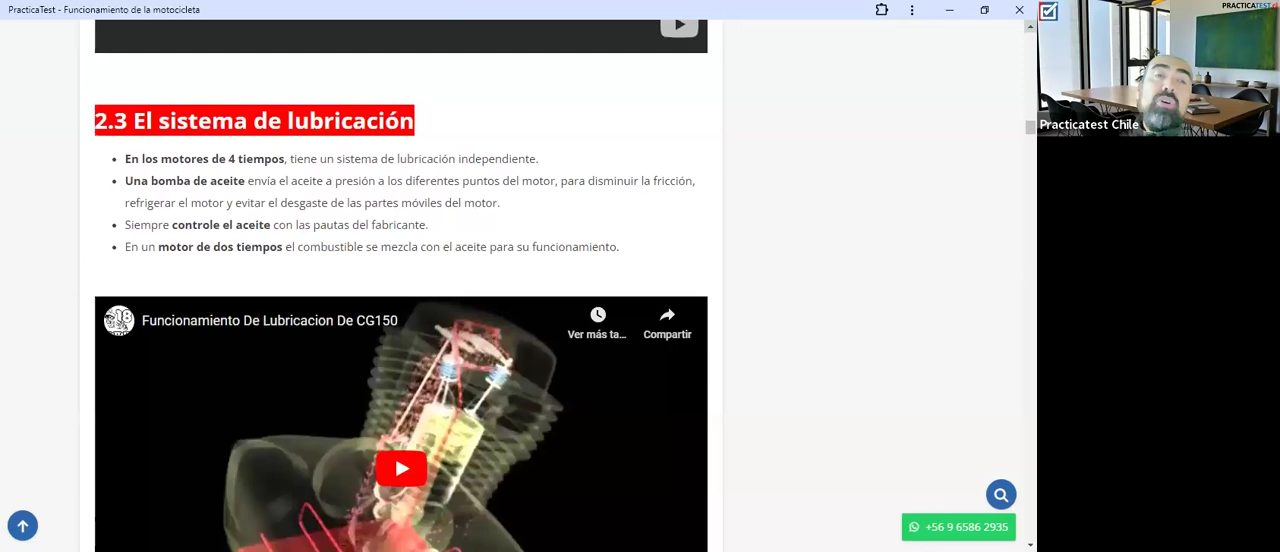 PracticaTest - Funcionamiento de la motocicleta
PRACTICATEST.cl
Practicatest Chile
2.3 El sistema de lubricación
En los motores de 4 tiempos, tiene un sistema de lubricación independiente.
Una bomba de aceite envía el aceite a presión a los diferentes puntos del motor, para disminuir la fricción,
refrigerar el motor y evitar el desgaste de las partes móviles del motor.
Siempre controle el aceite con las pautas del fabricante.
En un motor de dos tiempos el combustible se mezcla con el aceite para su funcionamiento.
Funcionamiento De Lubricacion De CG150
Ver más ta...
Compartir
+56 9 6586 2935